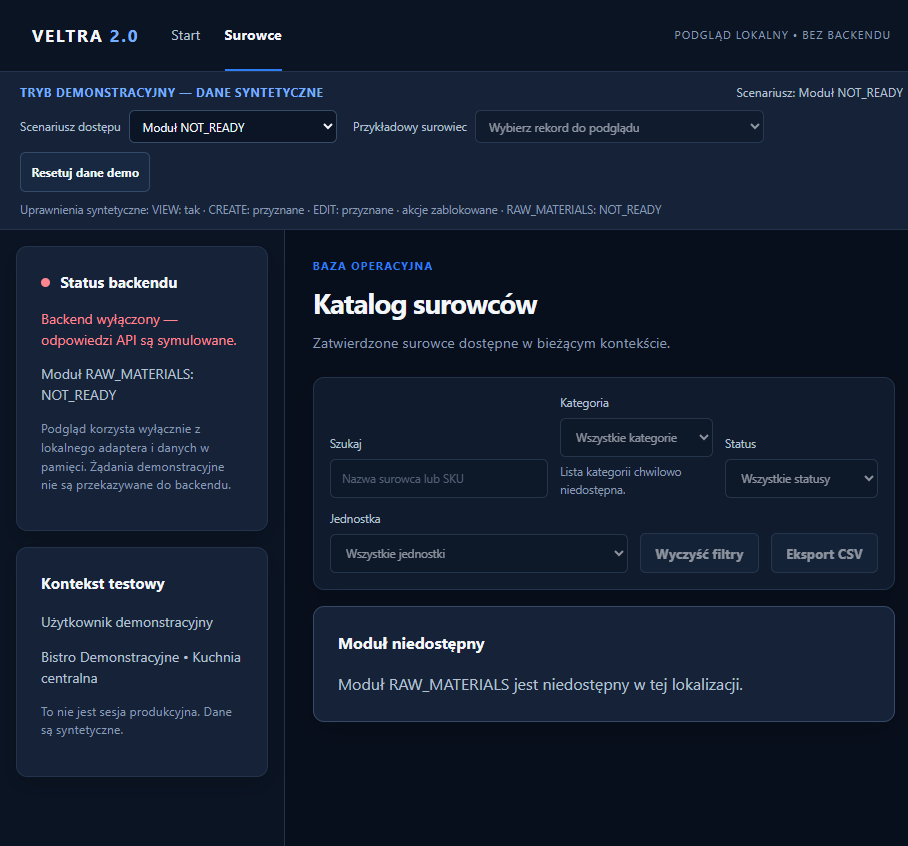 VELTRA 2.0
Start
Surowce
PODGLĄD LOKALNY • BEZ BACKENDU
TRYB DEMONSTRACYJNY — DANE SYNTETYCZNE
Scenariusz: Moduł NOT_READY
Scenariusz dostępu
Moduł NOT_READY
Przykładowy surowiec
Wybierz rekord do podglądu
Resetuj dane demo
Uprawnienia syntetyczne: VIEW: tak · CREATE: przyznane · EDIT: przyznane · akcje zablokowane · RAW_MATERIALS: NOT_READY
Status backendu
Backend wyłączony —
odpowiedzi API są symulowane.
Moduł RAW_MATERIALS:
NOT_READY
Podgląd korzysta wyłącznie z
lokalnego adaptera i danych w
pamięci. Żądania demonstracyjne
nie są przekazywane do backendu.
Kontekst testowy
Użytkownik demonstracyjny
Bistro Demonstracyjne • Kuchnia
centralna
To nie jest sesja produkcyjna. Dane
są syntetyczne.
BAZA OPERACYJNA
Katalog surowców
Zatwierdzone surowce dostępne w bieżącym kontekście.
Szukaj
Nazwa surowca lub SKU
Kategoria
Wszystkie kategorie
Lista kategorii chwilowo
niedostępna.
Status
Wszystkie statusy
Jednostka
Wszystkie jednostki
Wyczyść filtry
Eksport CSV
Moduł niedostępny
Moduł RAW_MATERIALS jest niedostępny w tej lokalizacji.